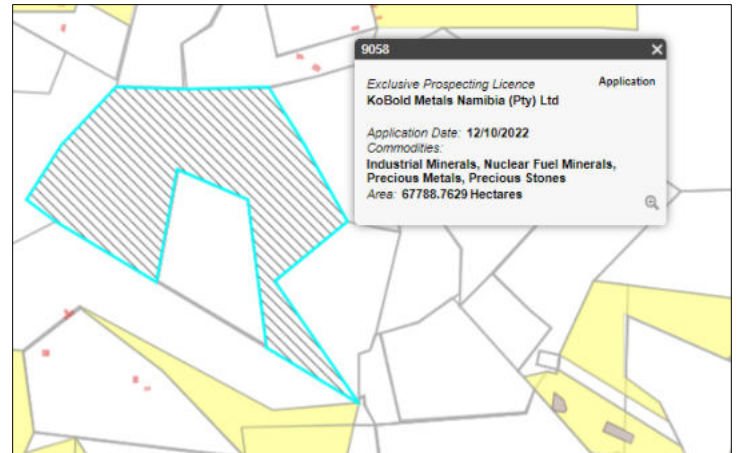 9058
Exclusive Prospecting Licence Application
KoBold Metals Namibia (Pty) Ltd
Application Date: 12/10/2022
Commodities:
Industrial Minerals, Nuclear Fuel Minerals,
Precious Metals, Precious Stones
Area: 67788.7629 Hectares